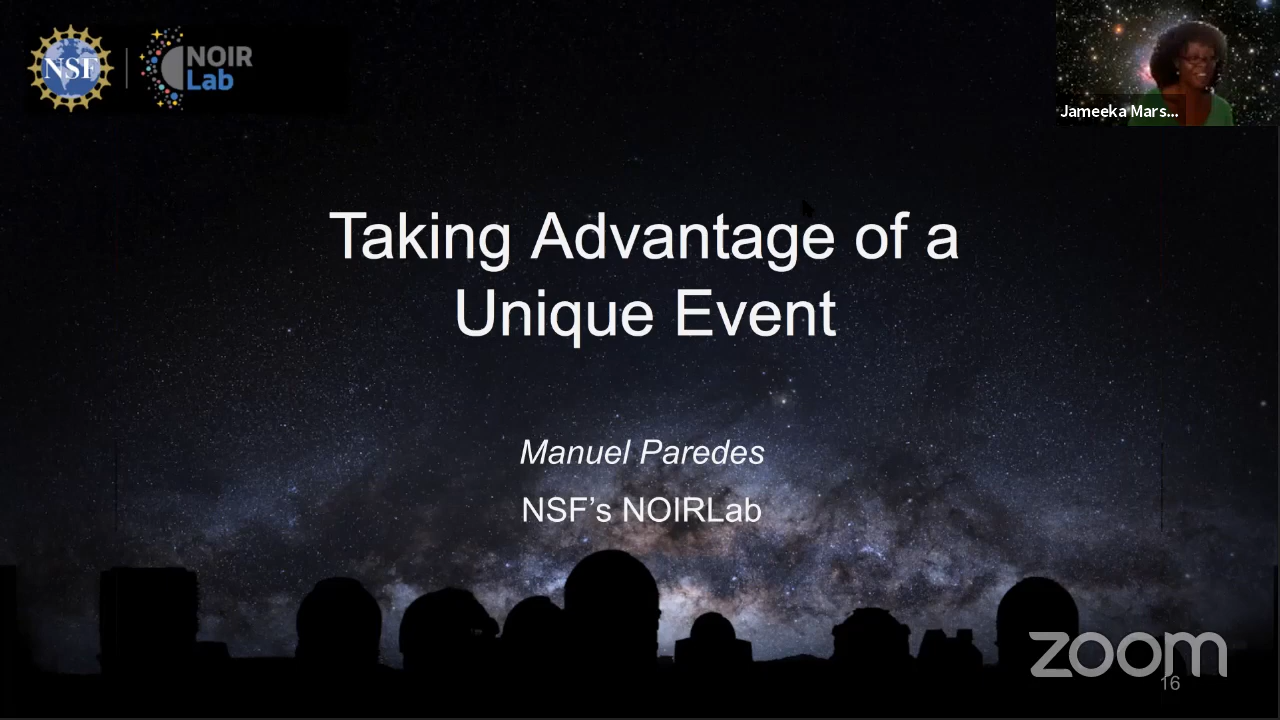 NSF
NOIR
Lab
Jameeka Mars...
Taking Advantage of a
Unique Event
Manuel Paredes
NSF’s NOIRLab
zoom
16